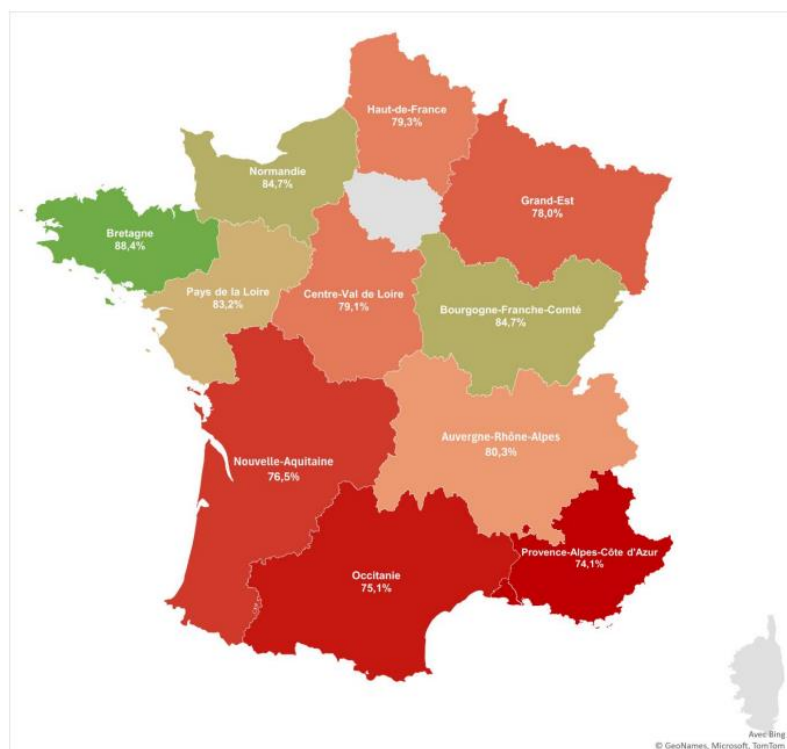 Haut-de-France
79,3%
Normandie
84,7%
Grand-Est
78,0%
Bretagne
88,4%
Pays de la Loire
83,2%
Centre-Val de Loire
79,1%
Bourgogne-Franche-Comté
84,7%
Auvergne-Rhône-Alpes
80,3%
Nouvelle-Aquitaine
76,5%
Provence-Alpes-Côte d'Azur
74,1%
Occitanie
75,1%
Avec Bing
© GeoNames, Microsoft, TomTom